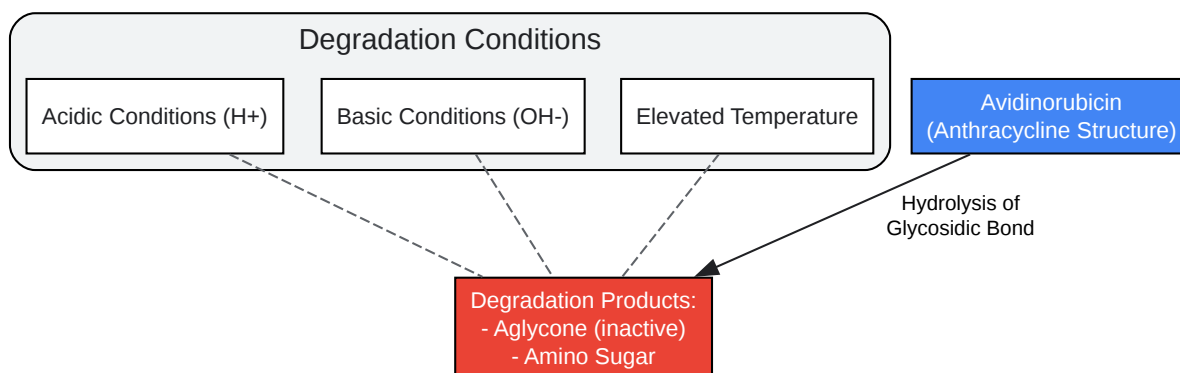 Degradation Conditions
Acidic Conditions (H+)
Basic Conditions (OH-)
Elevated Temperature
Avidinorubicin
(Anthracycline Structure)
Hydrolysis of
Glycosidic Bond
Degradation Products:
- Aglycone (inactive)
- Amino Sugar